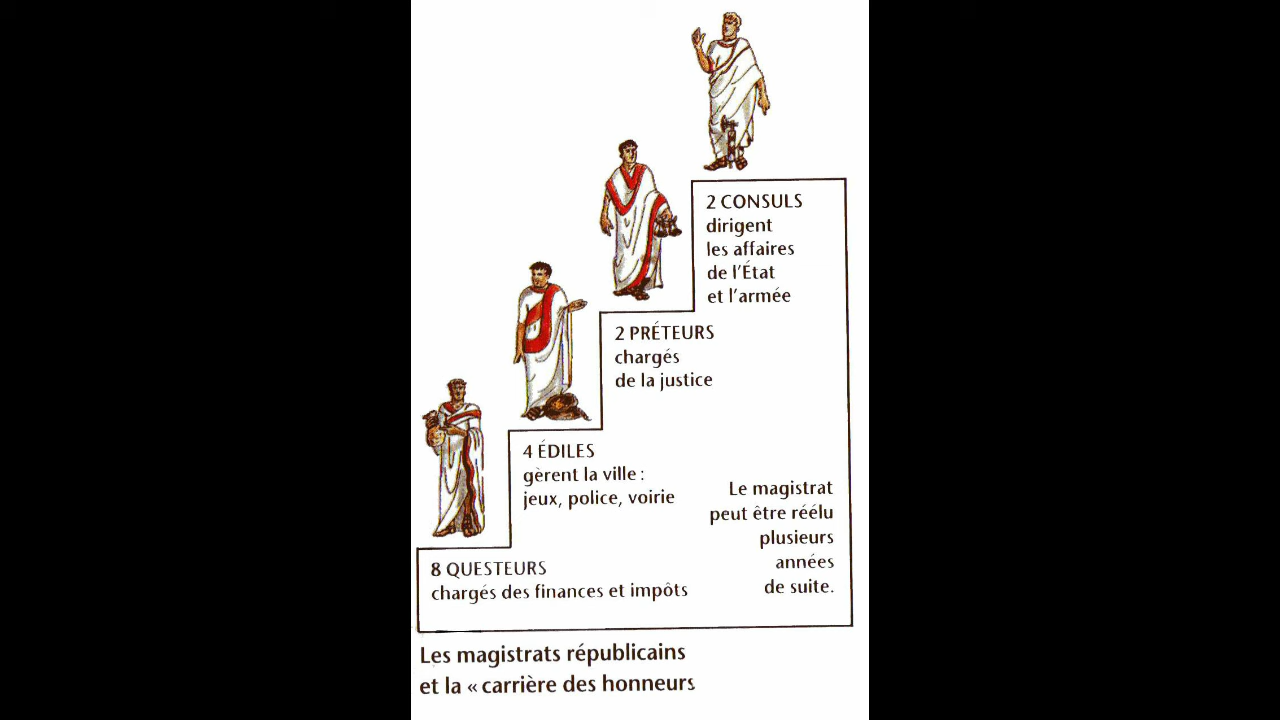 2 CONSULS
dirigent
les affaires
de l'État
et l'armée
2 PRÉTEURS
chargés
de la justice
4 ÉDILES
gèrent la ville :
jeux, police, voirie
Le magistrat
peut être réélu
plusieurs
années
de suite.
8 QUESTEURS
chargés des finances et impôts
Les magistrats républicains
et la « carrière des honneurs